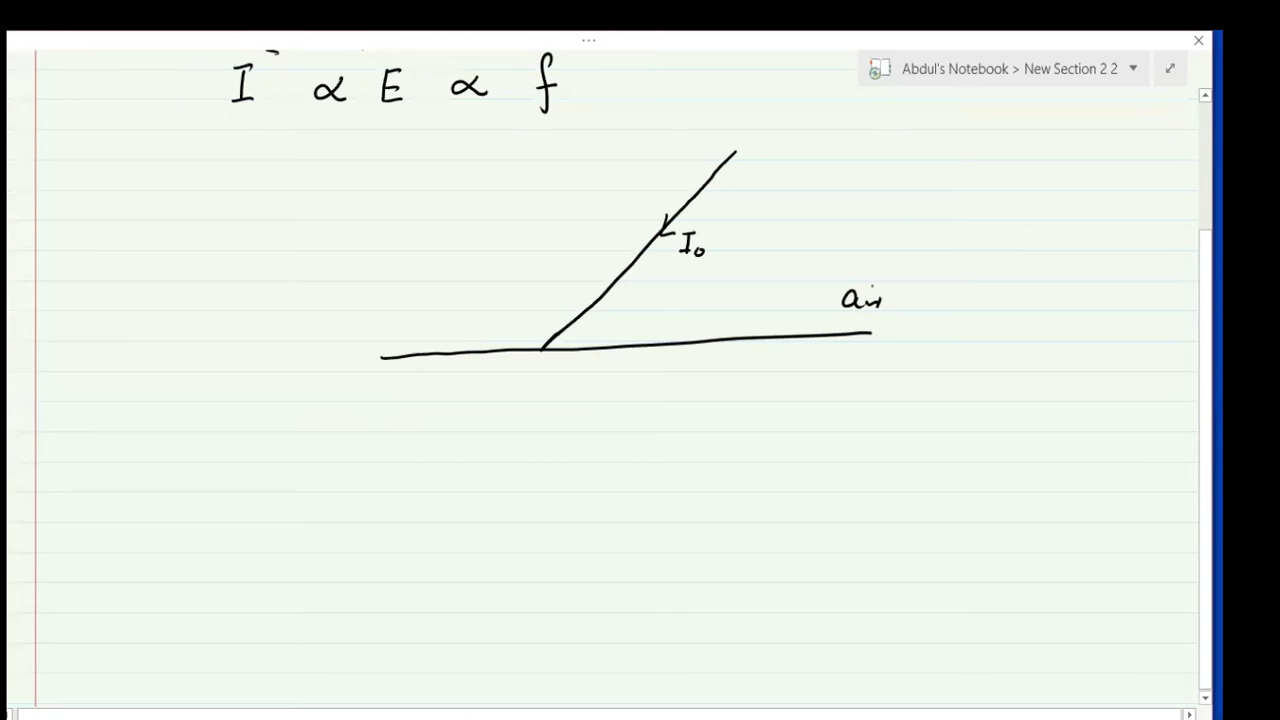 Abdul's Notebook > New Section 2 2
I ∝ E ∝ f
I₀
air